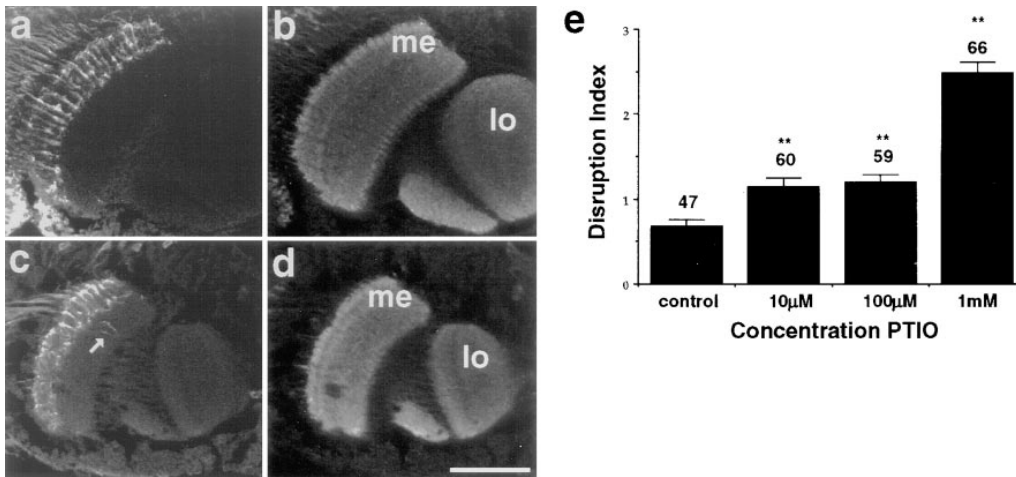 a
b
me
lo
c
d
me
lo
e
Disruption Index
3
2
1
0
47
**
60
**
59
**
66
control
10µM
100µM
1mM
Concentration PTIO